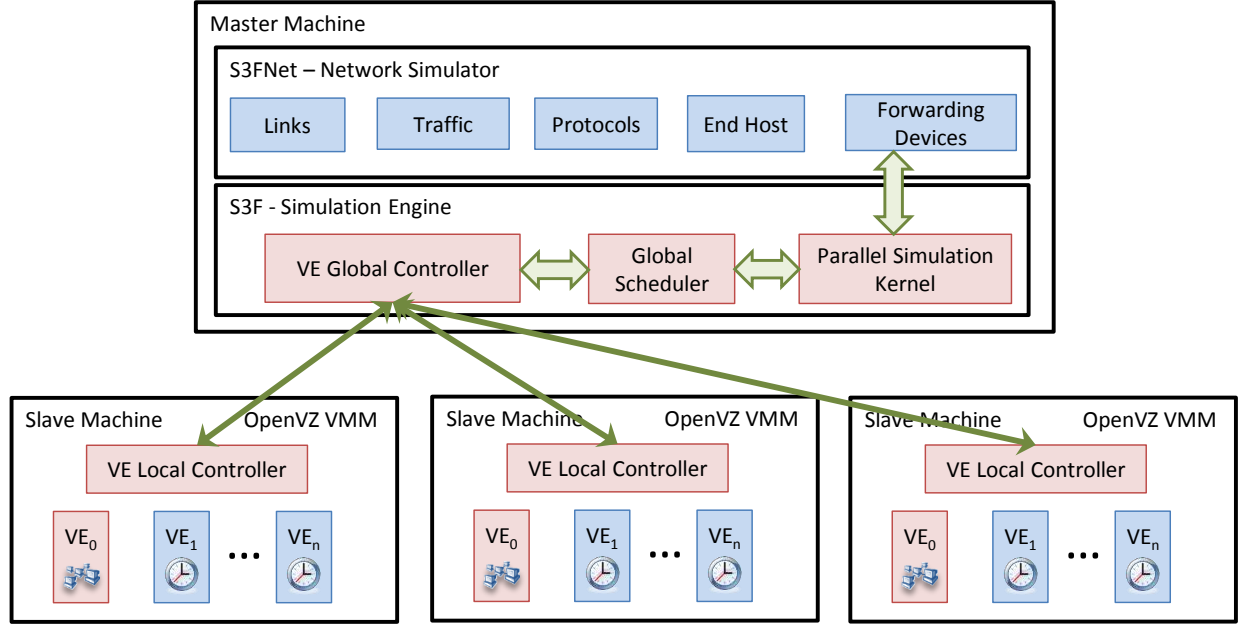 Master Machine
S3FNet – Network Simulator
Links
Traffic
Protocols
End Host
Forwarding
Devices
S3F - Simulation Engine
VE Global Controller
Global
Scheduler
Parallel Simulation
Kernel
Slave Machine
OpenVZ VMM
VE Local Controller
VE0
VE1
...
VEn
Slave Machine
OpenVZ VMM
VE Local Controller
VE0
VE1
...
VEn
Slave Machine
OpenVZ VMM
VE Local Controller
VE0
VE1
...
VEn